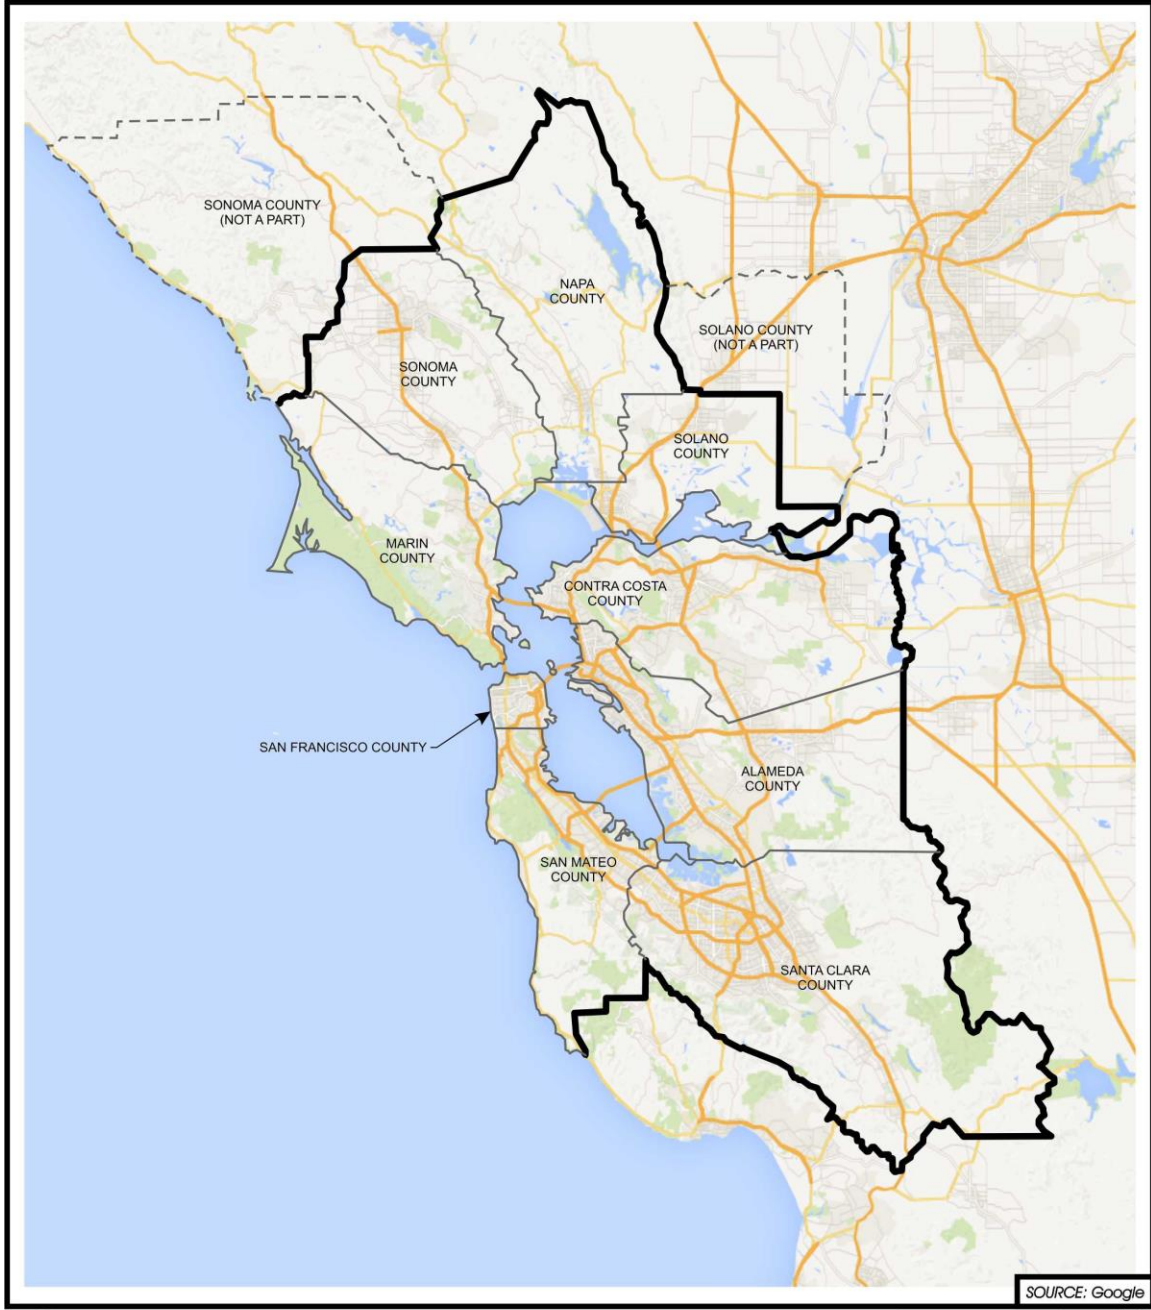 SONOMA COUNTY
(NOT A PART)
NAPA
COUNTY
SOLANO COUNTY
(NOT A PART)
SONOMA
COUNTY
SOLANO
COUNTY
MARIN
COUNTY
CONTRA COSTA
COUNTY
SAN FRANCISCO COUNTY
ALAMEDA
COUNTY
SAN MATEO
COUNTY
SANTA CLARA
COUNTY
SOURCE: Google